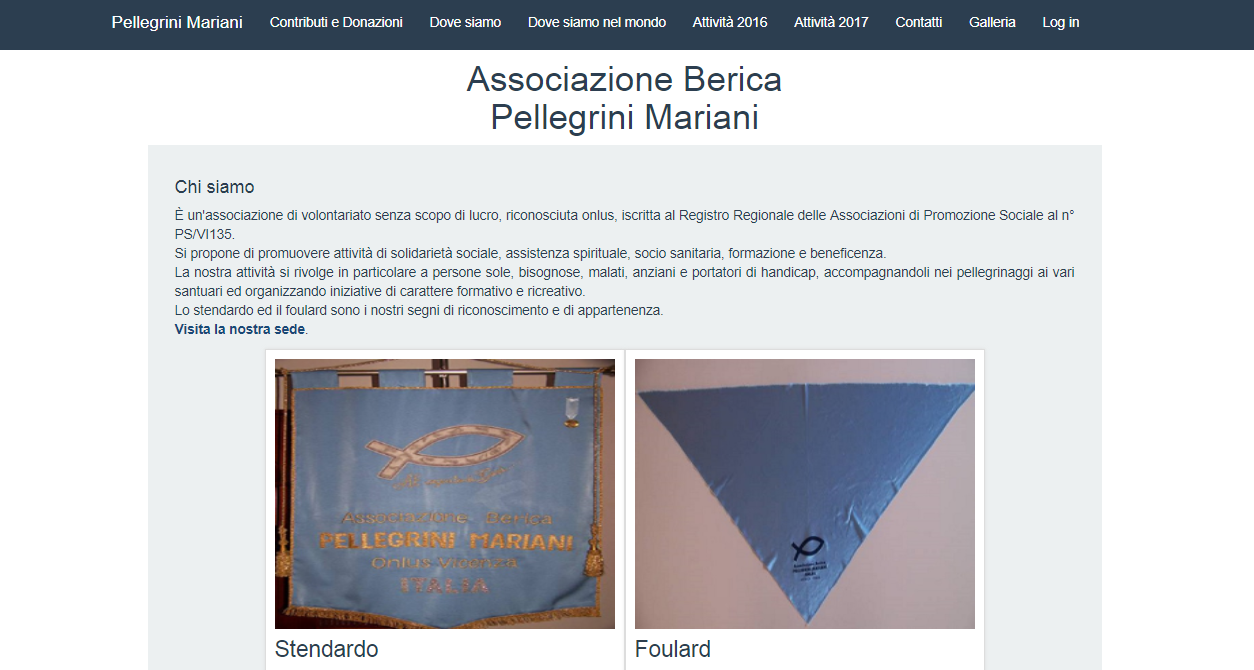 Pellegrini Mariani Contributi e Donazioni Dove siamo Dove siamo nel mondo Attività 2016 Attività 2017 Contatti Galleria Log in
Associazione Berica
Pellegrini Mariani
Chi siamo
È un'associazione di volontariato senza scopo di lucro, riconosciuta onlus, iscritta al Registro Regionale delle Associazioni di Promozione Sociale al n°
PS/VI135.
Si propone di promuovere attività di solidarietà sociale, assistenza spirituale, socio sanitaria, formazione e beneficenza.
La nostra attività si rivolge in particolare a persone sole, bisognose, malati, anziani e portatori di handicap, accompagnandoli nei pellegrinaggi ai vari
santuari ed organizzando iniziative di carattere formativo e ricreativo.
Lo stendardo ed il foulard sono i nostri segni di riconoscimento e di appartenenza.
Visita la nostra sede.
Associazione Berica
PELLEGRINI MARIANI
Onlus Vicenza
ITALIA
Stendardo
Foulard